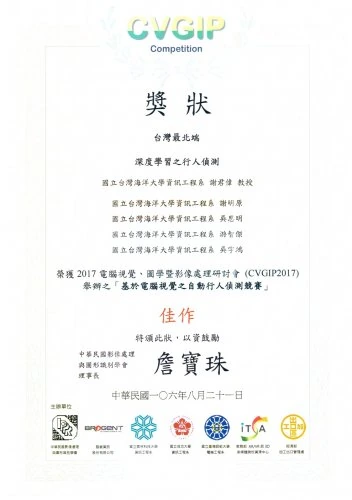 CVGIP
Competition
獎狀
台灣最北端
深度學習之行人偵測
國立台灣海洋大學資訊工程系 謝君偉 教授
國立台灣海洋大學資訊工程系 謝明原
國立台灣海洋大學資訊工程系 吳思明
國立台灣海洋大學資訊工程系 游智傑
國立台灣海洋大學資訊工程系
榮獲 2017 電腦視覺、圖學暨影像處理研討會 (CVGIP2017)
舉辦之「基於電腦視覺之自動行人偵測競賽」
佳作
特頒此狀,以資鼓勵
中華民國影像處理
與圖形識別學會
理事長
詹寶珠
中華民國一〇六年八月二十一日
主辦單位
BROGENT
iTSA